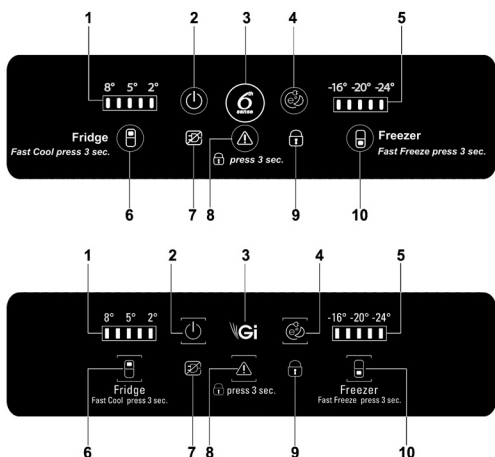 1 2 3 4 5
8° 5° 2° 6th sense -16° -20° -24°
Fridge Freezer
Fast Cool press 3 sec. press 3 sec. Fast Freeze press 3 sec.
6 7 8 9 10
1 2 3 4 5
8° 5° 2° Gi -16° -20° -24°
Fridge press 3 sec. Freezer
Fast Cool press 3 sec. Fast Freeze press 3 sec.
6 7 8 9 10